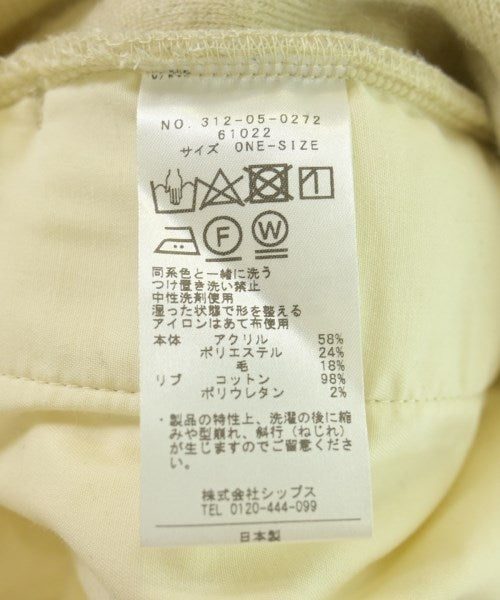 NO. 312-05-0272
61022
サイズ ONE-SIZE
F W
同系色と一緒に洗う
つけ置き洗い禁止
中性洗剤使用
湿った状態で形を整える
アイロンはあて布使用
本体 アクリル 58%
ポリエステル 24%
毛 18%
リブ コットン 98%
ポリウレタン 2%
・製品の特性上、洗濯の後に縮
みや型崩れ、斜行(ねじれ)
が生じますのでご留意くださ
い。
株式会社シップス
TEL 0120-444-099
日本製